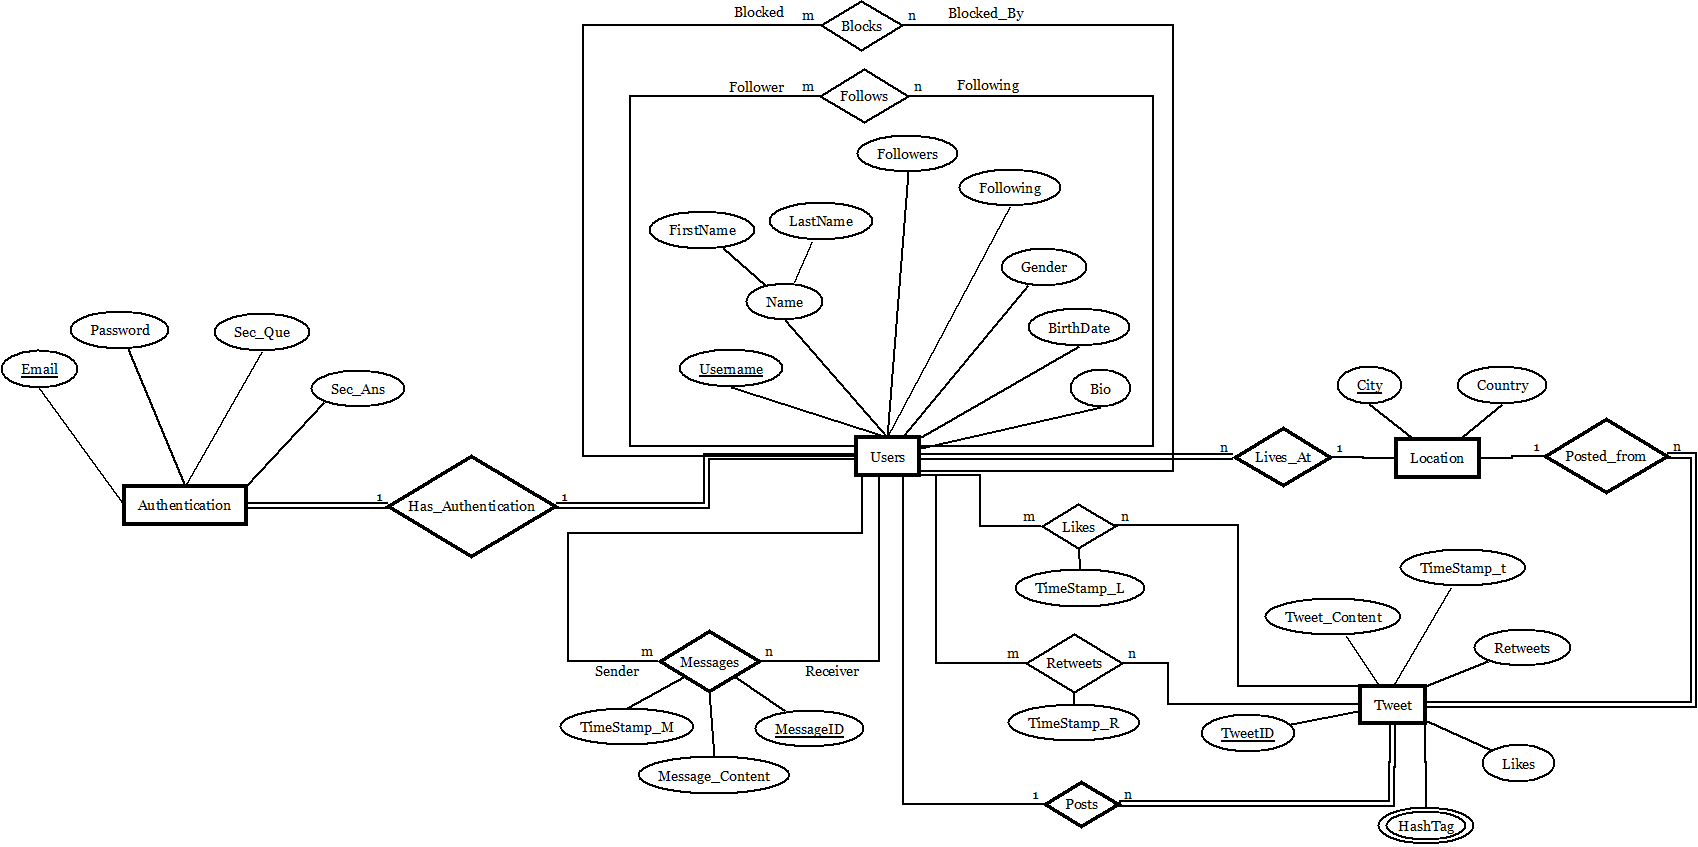 Blocked m Blocks n Blocked_By
Follower m Follows n Following
Followers
Following
FirstName
LastName
Name
Gender
BirthDate
Username
Bio
Email
Password
Sec_Que
Sec_Ans
Authentication
1 Has_Authentication 1
Users
n Lives_At 1
City
Country
Location
1 Posted_from n
m Likes n
TimeStamp_L
m Retweets n
TimeStamp_R
m Messages n
Sender
Receiver
TimeStamp_M
MessageID
Message_Content
TimeStamp_t
Tweet_Content
Retweets
Tweet
TweetID
Likes
HashTag
1 Posts n